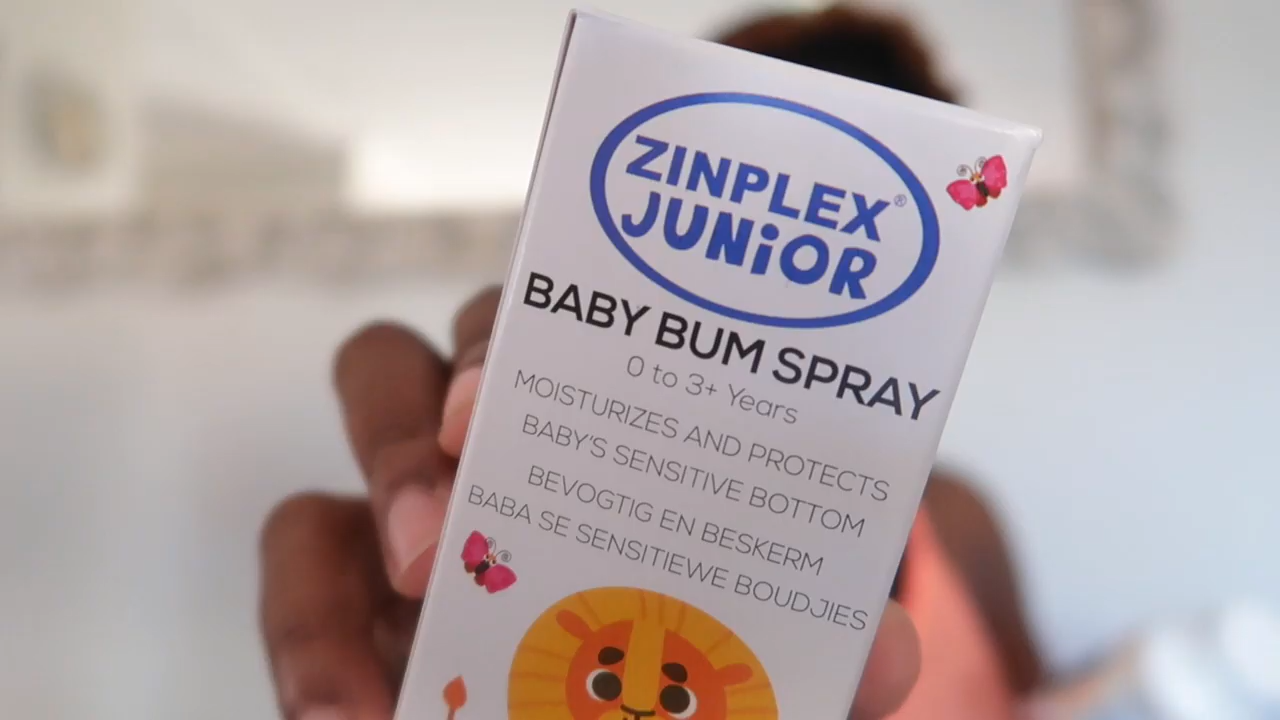 ZINPLEX®
JUNiOR
BABY BUM SPRAY
0 to 3+ Years
MOISTURIZES AND PROTECTS
BABY'S SENSITIVE BOTTOM
BEVOGTIG EN BESKERM
BABA SE SENSITIEWE BOUDJIES